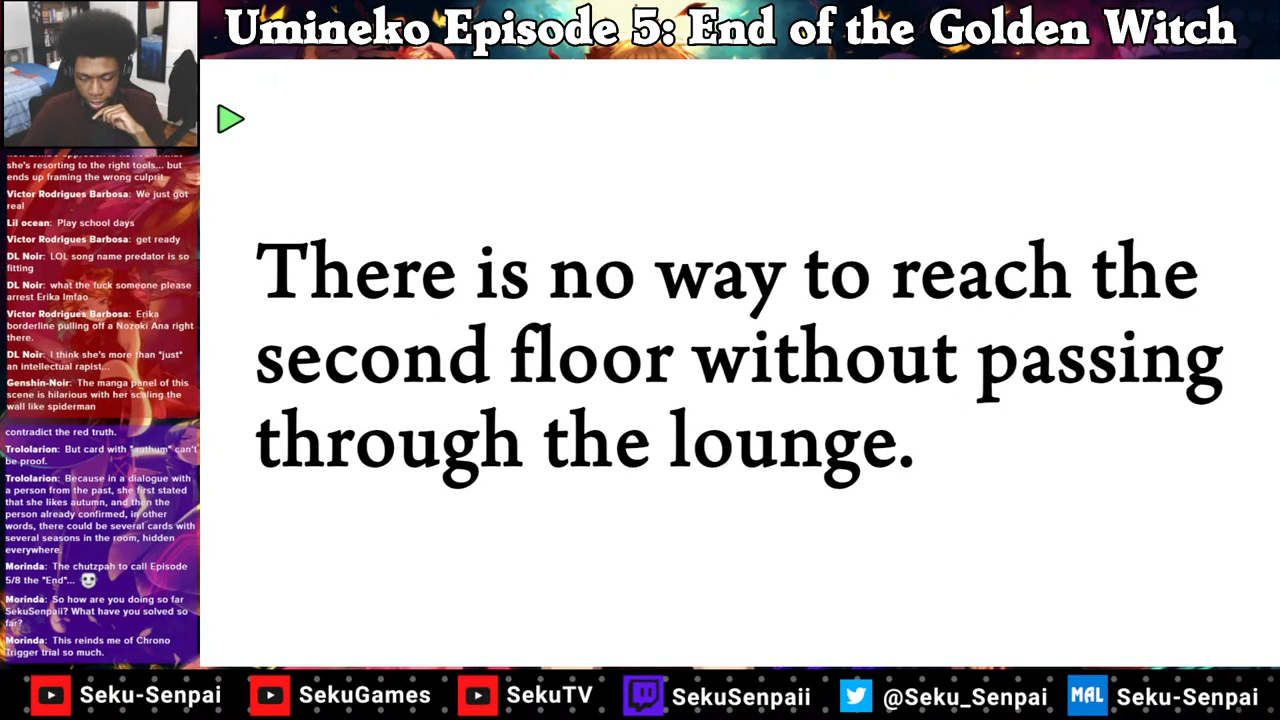 Umineko Episode 5: End of the Golden Witch
she's resorting to the right tools... but
ends up framing the wrong culprit.
Victor Rodrigues Barbosa: We just got
real
Lil ocean: Play school days
Victor Rodrigues Barbosa: get ready
DL Noir: LOL song name predator is so
fitting
DL Noir: what the fuck someone please
arrest Erika lmfao
Victor Rodrigues Barbosa: Erika
borderline pulling off a Nozoki Ana right
there.
DL Noir: I think she's more than *just*
an intellectual rapist...
Genshin-Noir: The manga panel of this
scene is hilarious with her scaling the
wall like spiderman
contradict the red truth.
Trololarion: But card with "authum" can't
be proof.
Trololarion: Because in a dialogue with
a person from the past, she first stated
that she likes autumn, and then the
person already confirmed, in other
words, there could be several cards with
several seasons in the room, hidden
everywhere.
Morinda: The chutzpah to call Episode
5/8 the "End"...
Morinda: So how are you doing so far
SekuSenpaii? What have you solved so
far?
Morinda: This reinds me of Chrono
Trigger trial so much.
There is no way to reach the
second floor without passing
through the lounge.
Seku-Senpai SekuGames SekuTV SekuSenpaii @Seku_Senpai MAL Seku-Senpai